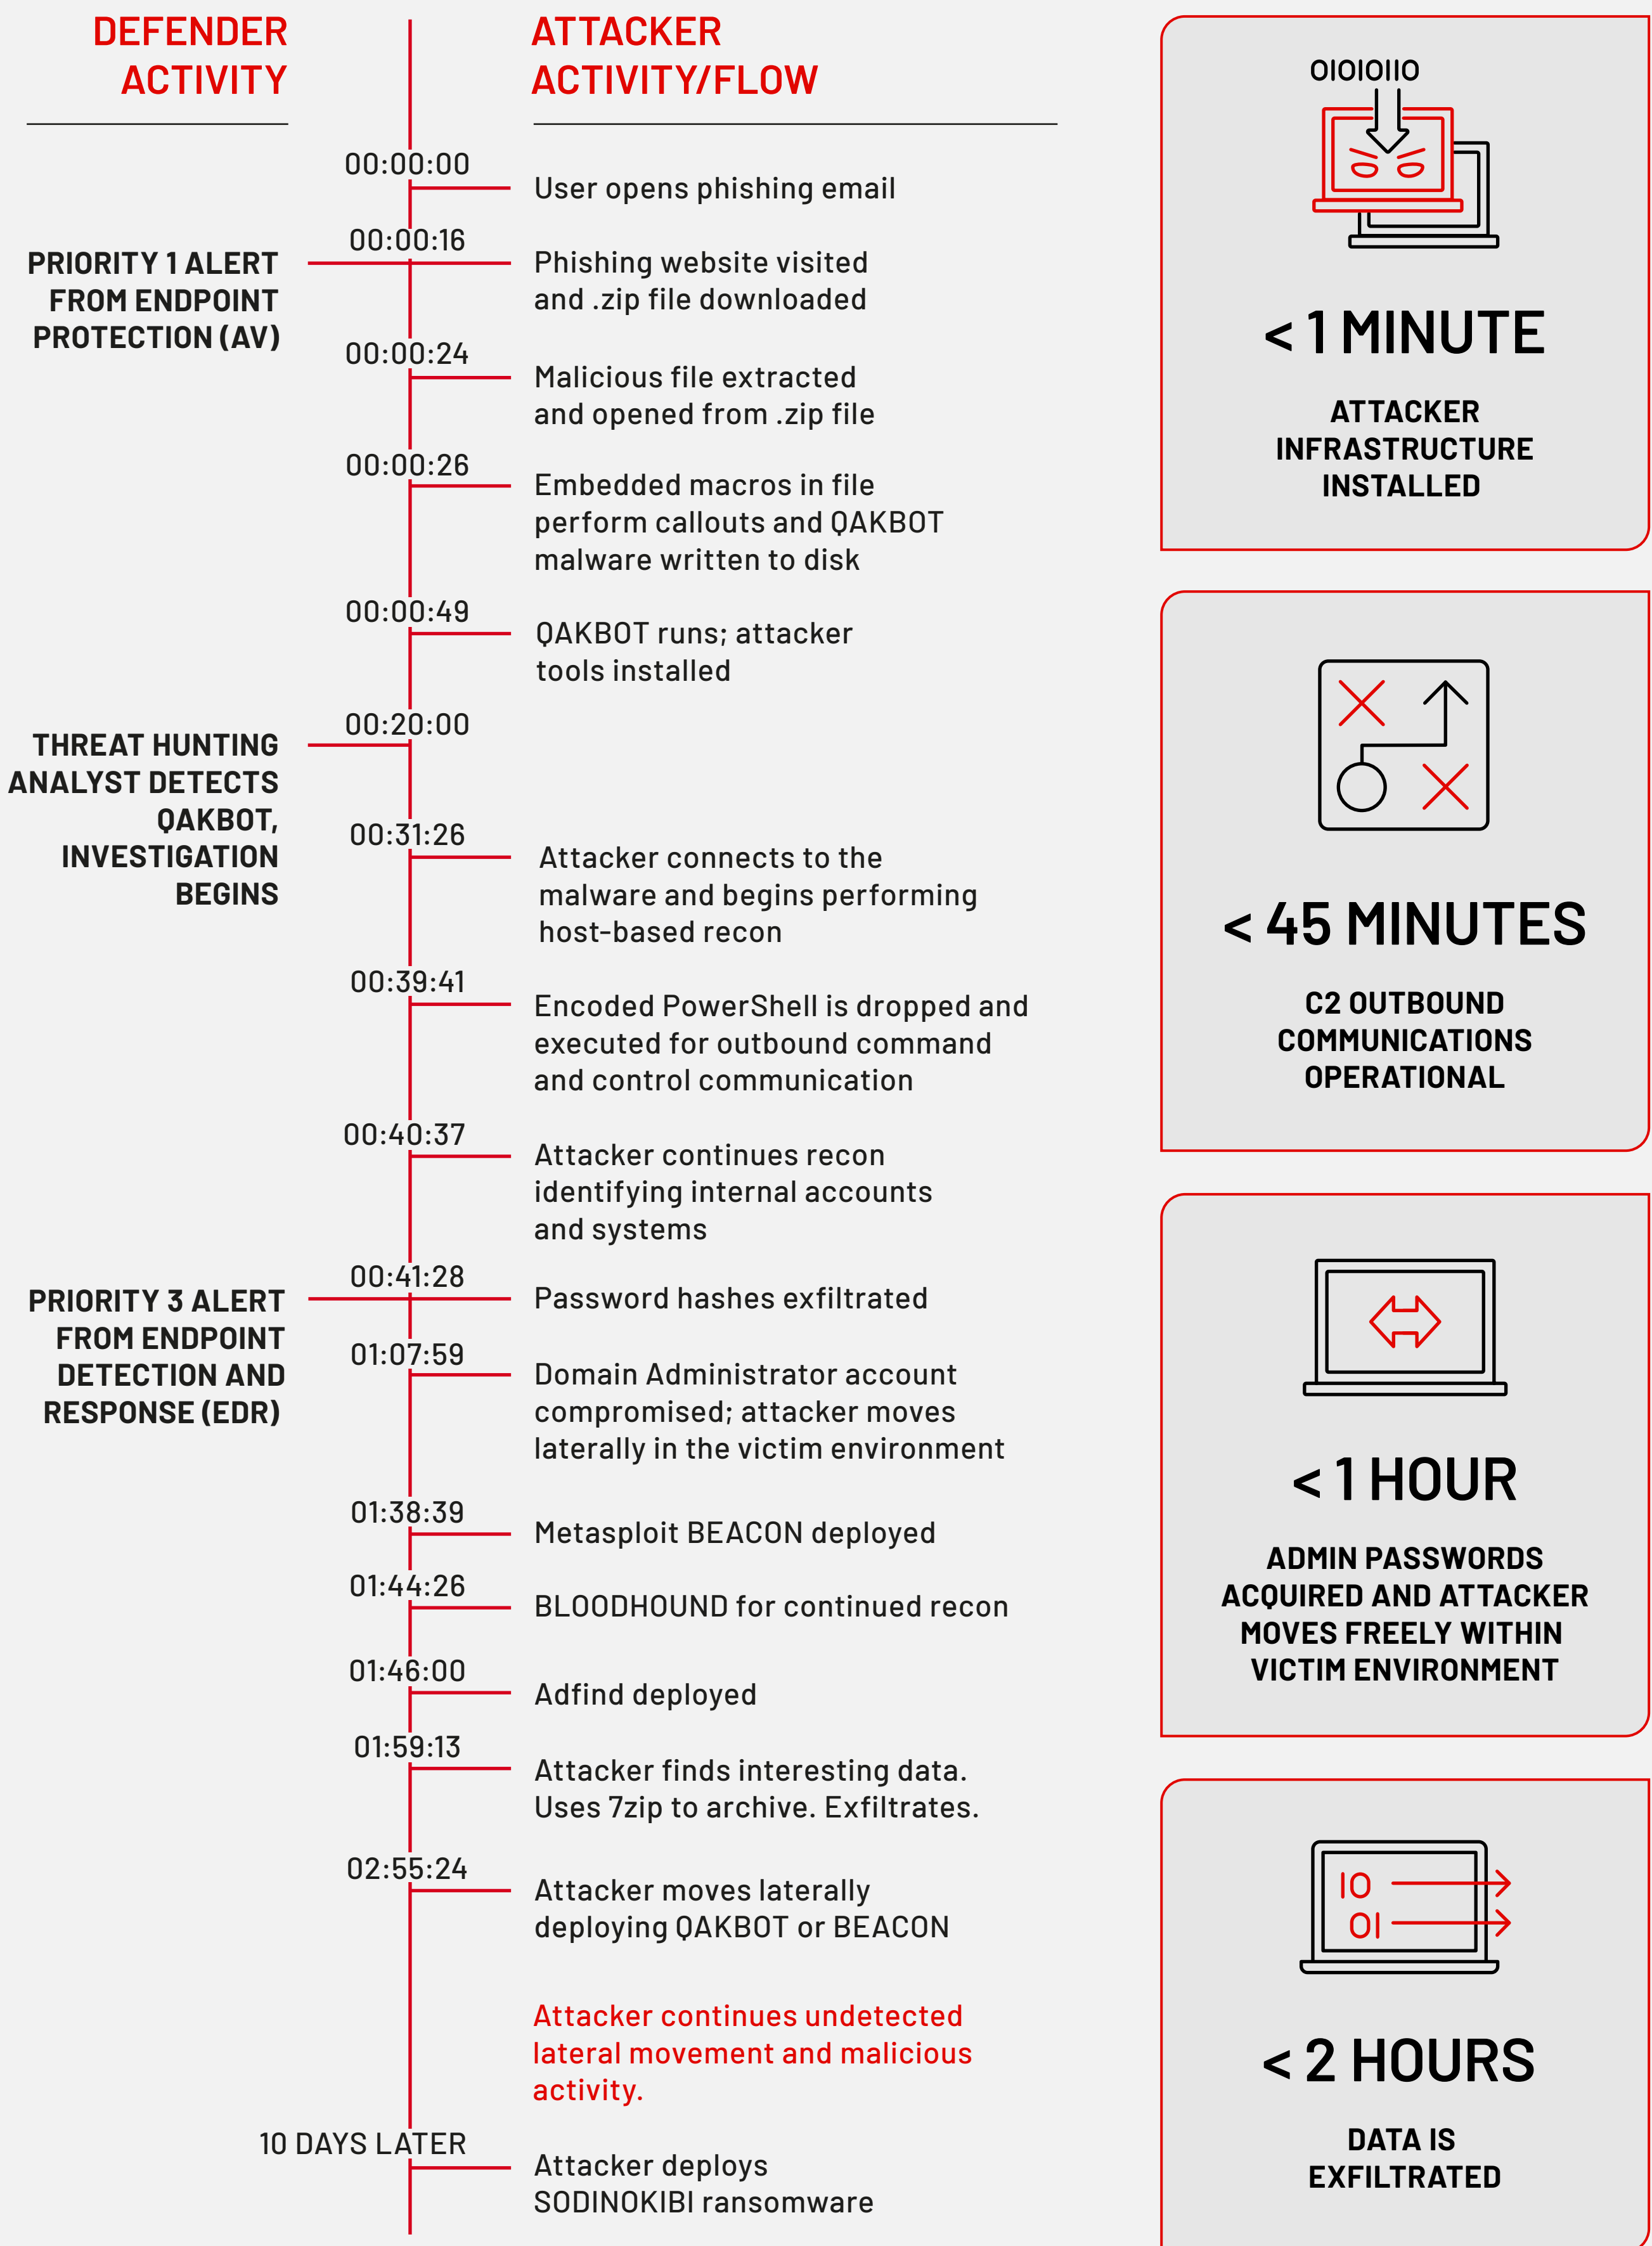 DEFENDER
ACTIVITY
ATTACKER
ACTIVITY/FLOW
00:00:00
User opens phishing email
00:00:16
PRIORITY 1 ALERT
FROM ENDPOINT
PROTECTION (AV)
Phishing website visited
and .zip file downloaded
00:00:24
Malicious file extracted
and opened from .zip file
00:00:26
Embedded macros in file
perform callouts and QAKBOT
malware written to disk
00:00:49
QAKBOT runs; attacker
tools installed
00:20:00
THREAT HUNTING
ANALYST DETECTS
QAKBOT,
INVESTIGATION
BEGINS
00:31:26
Attacker connects to the
malware and begins performing
host-based recon
00:39:41
Encoded PowerShell is dropped and
executed for outbound command
and control communication
00:40:37
Attacker continues recon
identifying internal accounts
and systems
00:41:28
PRIORITY 3 ALERT
FROM ENDPOINT
DETECTION AND
RESPONSE (EDR)
Password hashes exfiltrated
01:07:59
Domain Administrator account
compromised; attacker moves
laterally in the victim environment
01:38:39
Metasploit BEACON deployed
01:44:26
BLOODHOUND for continued recon
01:46:00
Adfind deployed
01:59:13
Attacker finds interesting data.
Uses 7zip to archive. Exfiltrates.
02:55:24
Attacker moves laterally
deploying QAKBOT or BEACON
Attacker continues undetected
lateral movement and malicious
activity.
10 DAYS LATER
Attacker deploys
SODINOKIBI ransomware
01010110
< 1 MINUTE
ATTACKER
INFRASTRUCTURE
INSTALLED
< 45 MINUTES
C2 OUTBOUND
COMMUNICATIONS
OPERATIONAL
< 1 HOUR
ADMIN PASSWORDS
ACQUIRED AND ATTACKER
MOVES FREELY WITHIN
VICTIM ENVIRONMENT
10
01
< 2 HOURS
DATA IS
EXFILTRATED